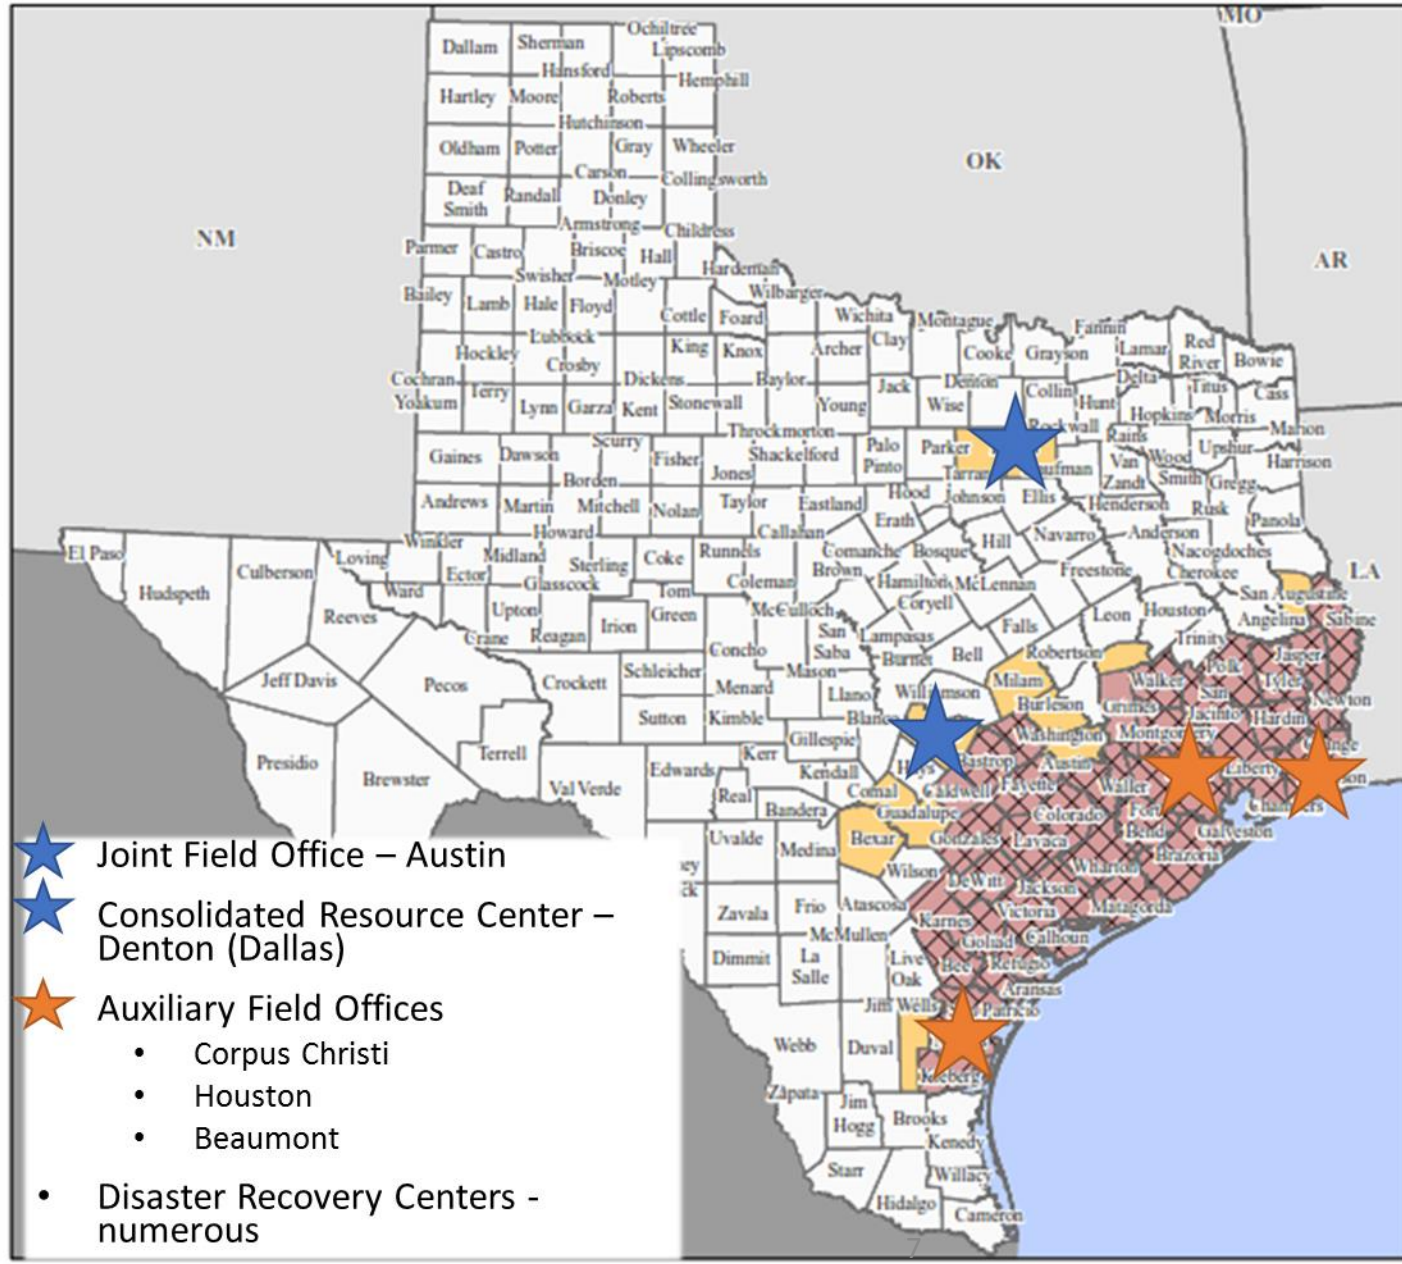 MO
Ochiltree
Dallam Sherman Lipscomb
Hansford Hemphill
Hartley Moore Roberts
Hutchinson
Oldham Potter Gray Wheeler
OK
Carson Collingsworth
Deaf Smith Randall Donley
Armstrong Childress
NM
Parmer Castro Briscoe Hall
Swisher Motley Hardeman
AR
Bailey Lamb Hale Floyd Wilbarger
Cottle Foard Wichita Montague Fannin
Lubbock King Knox Archer Clay Cooke Grayson Lamar Red River Bowie
Hockley Crosby
Cochran Dickens Baylor Jack Denton Collin Delta Titus Cass
Yoakum Terry Lynn Garza Kent Stonewall Young Wise Hunt Hopkins Morris
Throckmorton Rockwall Rains Marion
Scurry Shackelford Palo Pinto Parker Upshur
Gaines Dawson Fisher Jones Tarran ufman Van Zandt Wood Harrison
Borden Smith Gregg
Andrews Martin Mitchell Nolan Taylor Eastland Hood Johnson Ellis Henderson Rusk
Howard Callahan Erath Navarro Anderson Panola
El Paso Winkler Midland Runnels Comanche Bosque Hill Nacogdoches
Loving Ector Sterling Coke Brown Freestone Cherokee
LA
Hudspeth Culberson Glasscock Coleman Hamilton McLennan San Augustine
Ward Tom Green Coryell
Reeves Upton McCulloch Leon Houston Angelina Sabine
Crane Reagan Irion San Saba Lampasas Falls Trinity
Concho Burnet Bell Robertson Polk Jasper
Jeff Davis Pecos Crockett Schleicher Mason Milam Walker Tyler
Menard Llano Williamson San Jacinto Newton
Sutton Kimble Blanco Burleson Grimes Hardin
Presidio Terrell Gillespie Washington Montgomery
Brewster Val Verde Edwards Kerr Kendall Hays Bastrop Austin Liberty
Real Comal Caldwell Fayette Waller Chambers
Bandera Guadalupe Colorado Fort Bend
Uvalde Medina Bexar Gonzales Lavaca Galveston
Wilson Wharton Brazoria
DeWitt Jackson
Zavala Frio Atascosa Karnes Victoria Matagorda
McMullen Goliad Calhoun
Dimmit La Salle Live Oak Bee Refugio
Jim Wells Aransas
Patricio
Webb Duval
Kleberg
Zapata Jim Hogg Brooks
Kenedy
Starr Willacy
Hidalgo Cameron
Joint Field Office – Austin
Consolidated Resource Center –
Denton (Dallas)
Auxiliary Field Offices
• Corpus Christi
• Houston
• Beaumont
• Disaster Recovery Centers -
numerous